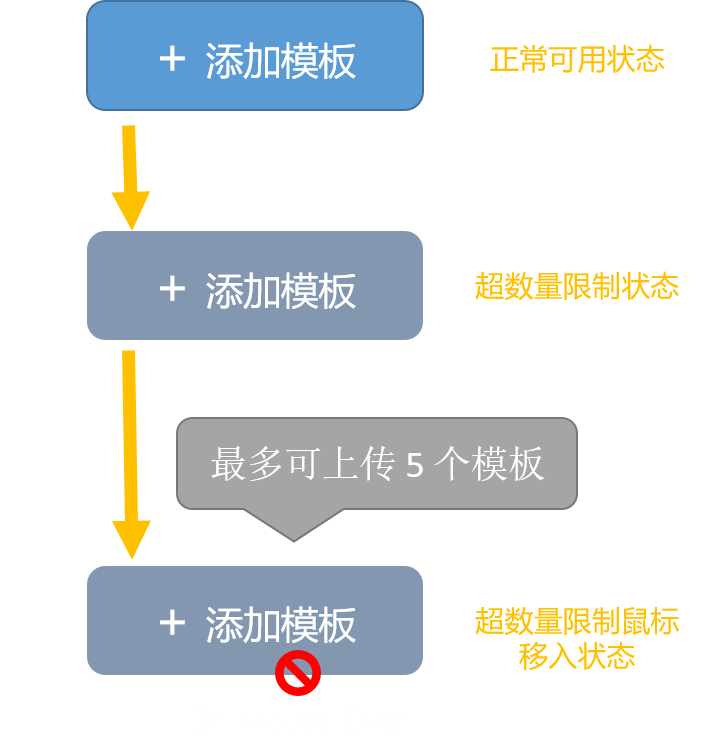 + 添加模板
正常可用状态
+ 添加模板
超数量限制状态
最多可上传 5 个模板
+ 添加模板
超数量限制鼠标
移入状态